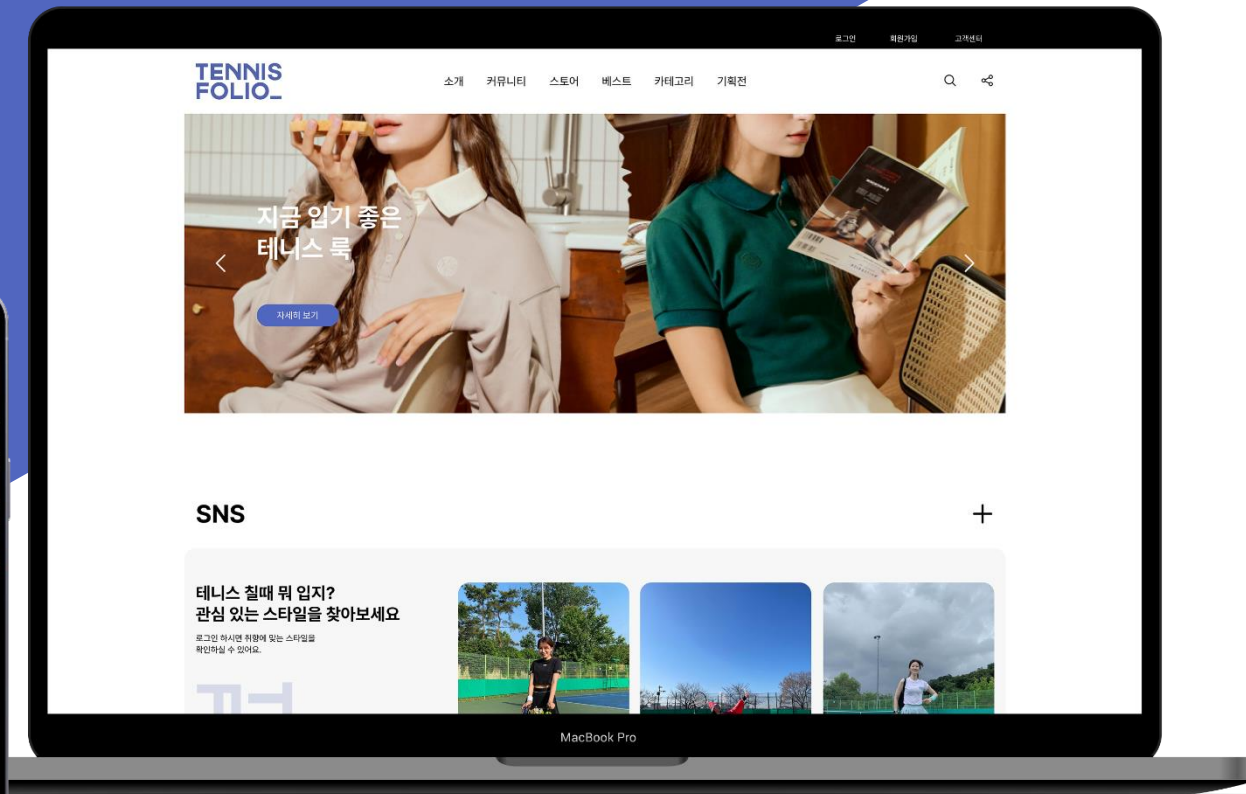 로그인 회원가입 고객센터
TENNIS
FOLIO_
소개 커뮤니티 스토어 베스트 카테고리 기획전
지금 입기 좋은
테니스 룩
자세히 보기
SNS
테니스 칠때 뭐 입지?
관심 있는 스타일을 찾아보세요
로그인 하시면 취향에 맞는 스타일을
확인하실 수 있어요.
MacBook Pro